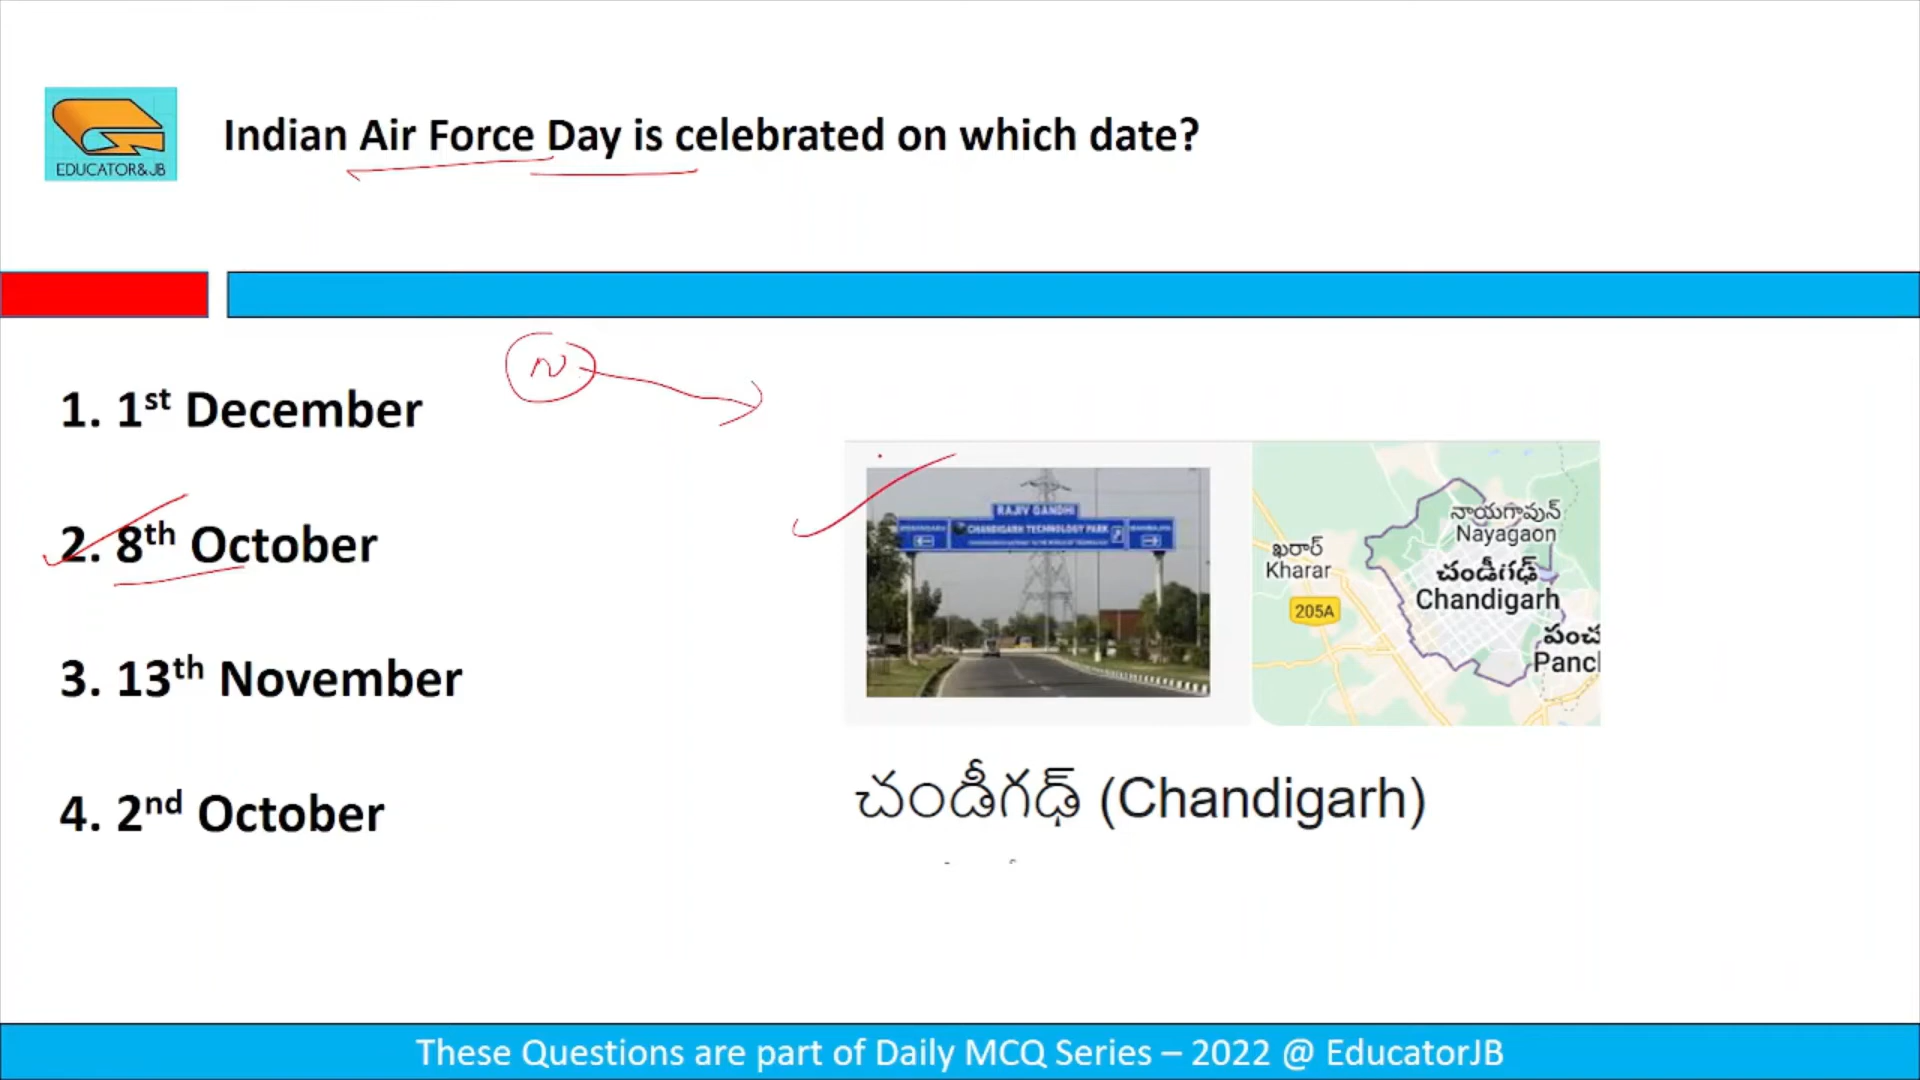 EDUCATOR&JB
Indian Air Force Day is celebrated on which date?
N
1. 1st December
2. 8th October
3. 13th November
4. 2nd October
RAJIV GANDHI
CHANDIGARH TECHNOLOGY PARK
నాయగావున్
Nayagaon
ఖరార్
Kharar
చండీగఢ్
Chandigarh
205A
పంచ
Panc
చండీగఢ్ (Chandigarh)
These Questions are part of Daily MCQ Series – 2022 @ EducatorJB